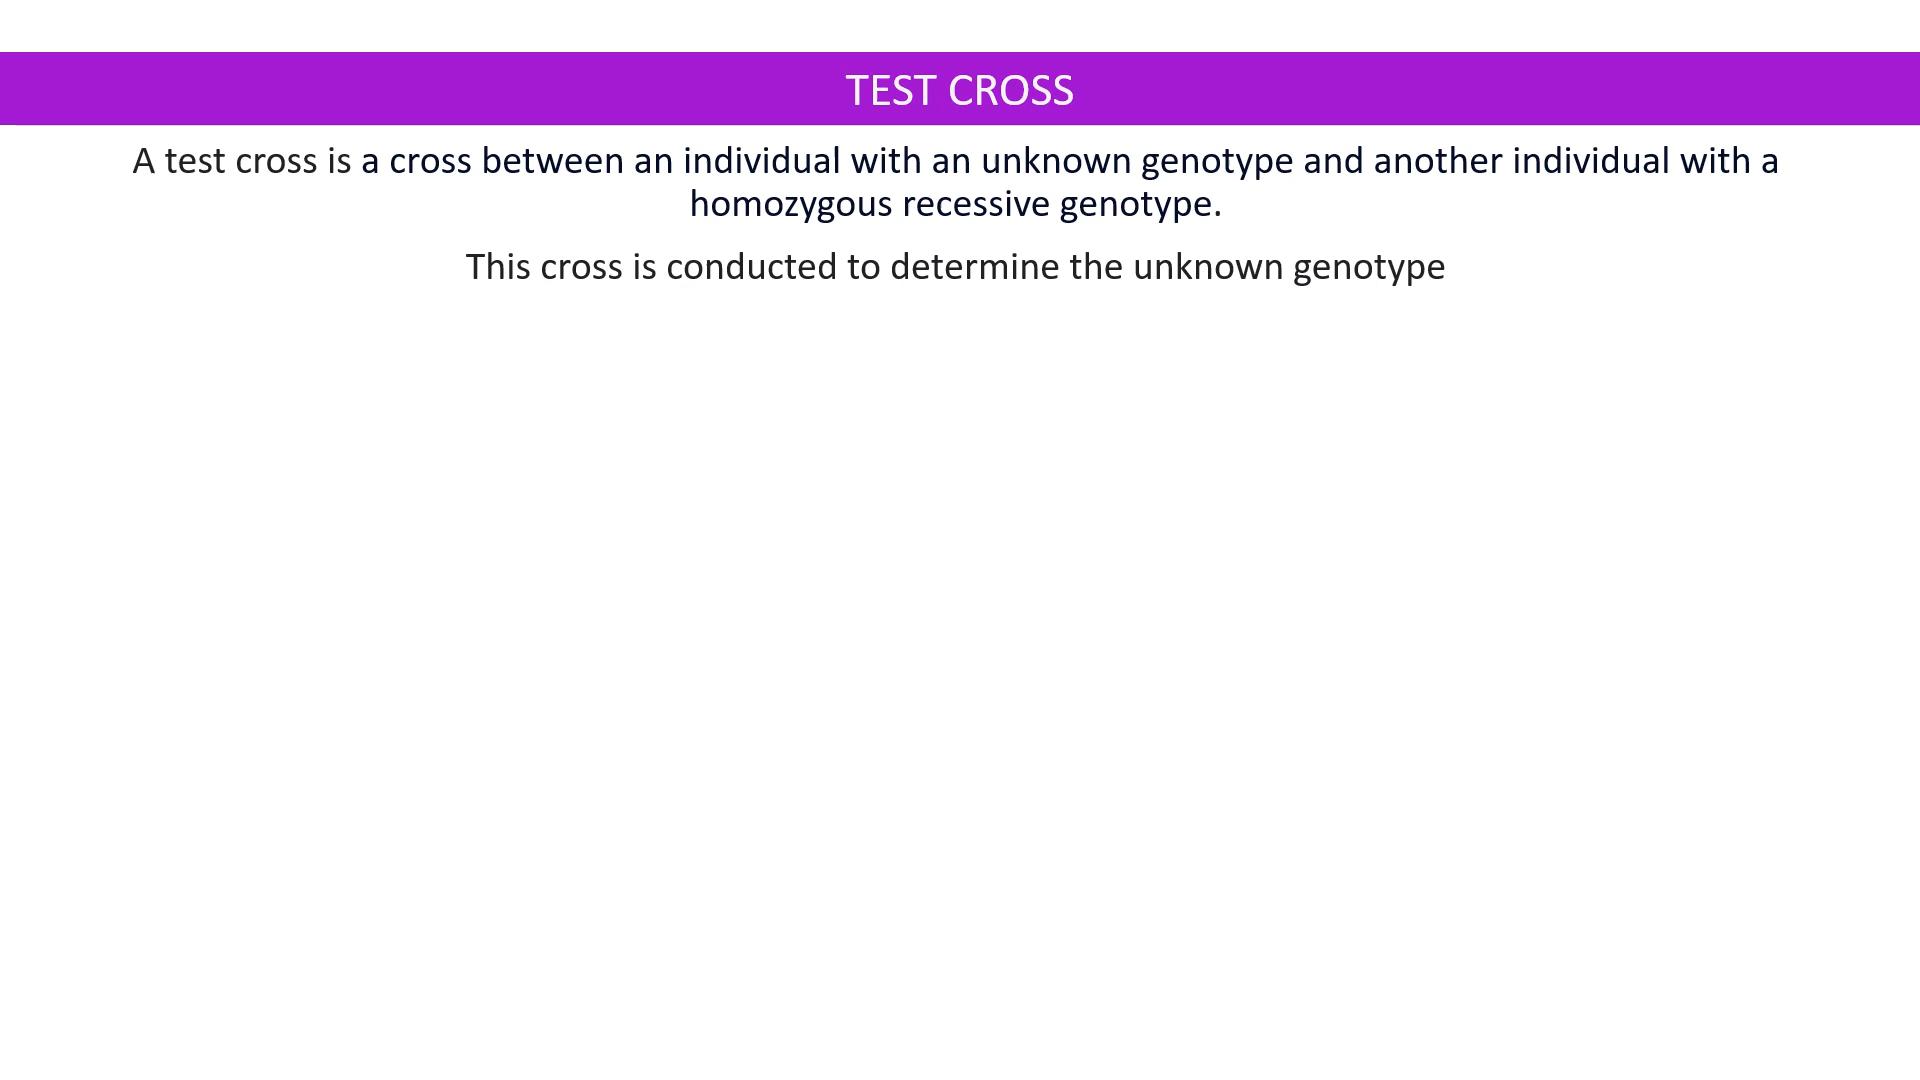 TEST CROSS
A test cross is a cross between an individual with an unknown genotype and another individual with a
homozygous recessive genotype.
This cross is conducted to determine the unknown genotype